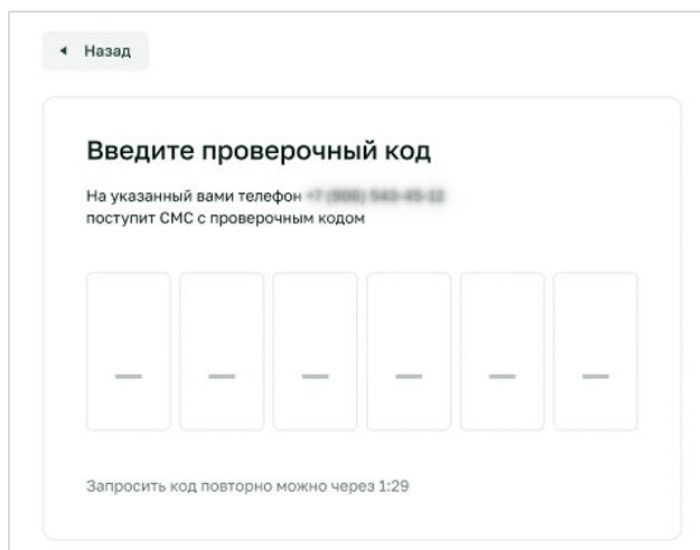 Назад
Введите проверочный код
На указанный вами телефон
поступит СМС с проверочным кодом
Запросить код повторно можно через 1:29